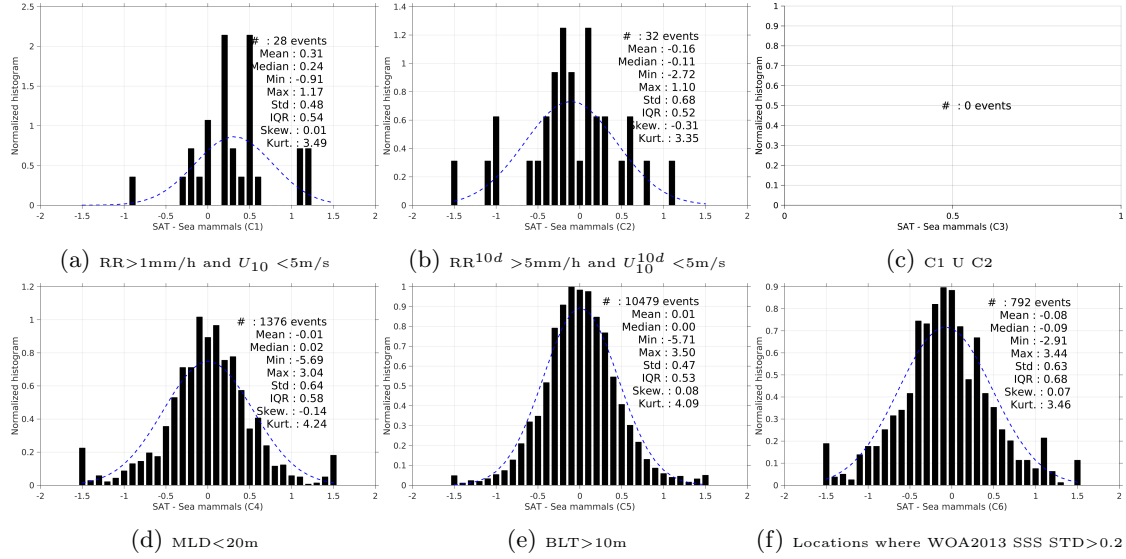 2.5
2
1.5
1
0.5
0
-2
-1.5
-1
-0.5
0
0.5
1
1.5
2
Normalized histogram
SAT - Sea mammals (C1)
# : 28 events
Mean : 0.31
Median : 0.24
Min : -0.91
Max : 1.17
Std : 0.48
IQR : 0.54
Skew. : 0.01
Kurt. : 3.49
(a) RR>1mm/h and U10 <5m/s
1.4
1.2
1
0.8
0.6
0.4
0.2
0
-2
-1.5
-1
-0.5
0
0.5
1
1.5
2
Normalized histogram
SAT - Sea mammals (C2)
# : 32 events
Mean : -0.16
Median : -0.11
Min : -2.72
Max : 1.10
Std : 0.68
IQR : 0.52
Skew. : -0.31
Kurt. : 3.35
(b) RR^10d >5mm/h and U10^10d <5m/s
1
0.9
0.8
0.7
0.6
0.5
0.4
0.3
0.2
0.1
0
0
0.5
1
Normalized histogram
SAT - Sea mammals (C3)
# : 0 events
(c) C1 U C2
1.2
1
0.8
0.6
0.4
0.2
0
-2
-1.5
-1
-0.5
0
0.5
1
1.5
2
Normalized histogram
SAT - Sea mammals (C4)
# : 1376 events
Mean : -0.01
Median : 0.02
Min : -5.69
Max : 3.04
Std : 0.64
IQR : 0.58
Skew. : -0.14
Kurt. : 4.24
(d) MLD<20m
1
0.9
0.8
0.7
0.6
0.5
0.4
0.3
0.2
0.1
0
-2
-1.5
-1
-0.5
0
0.5
1
1.5
2
Normalized histogram
SAT - Sea mammals (C5)
# : 10479 events
Mean : 0.01
Median : 0.00
Min : -5.71
Max : 3.50
Std : 0.47
IQR : 0.53
Skew. : 0.08
Kurt. : 4.09
(e) BLT>10m
0.9
0.8
0.7
0.6
0.5
0.4
0.3
0.2
0.1
0
-2
-1.5
-1
-0.5
0
0.5
1
1.5
2
Normalized histogram
SAT - Sea mammals (C6)
# : 792 events
Mean : -0.08
Median : -0.09
Min : -2.91
Max : 3.44
Std : 0.63
IQR : 0.68
Skew. : 0.07
Kurt. : 3.46
(f) Locations where WOA2013 SSS STD>0.2